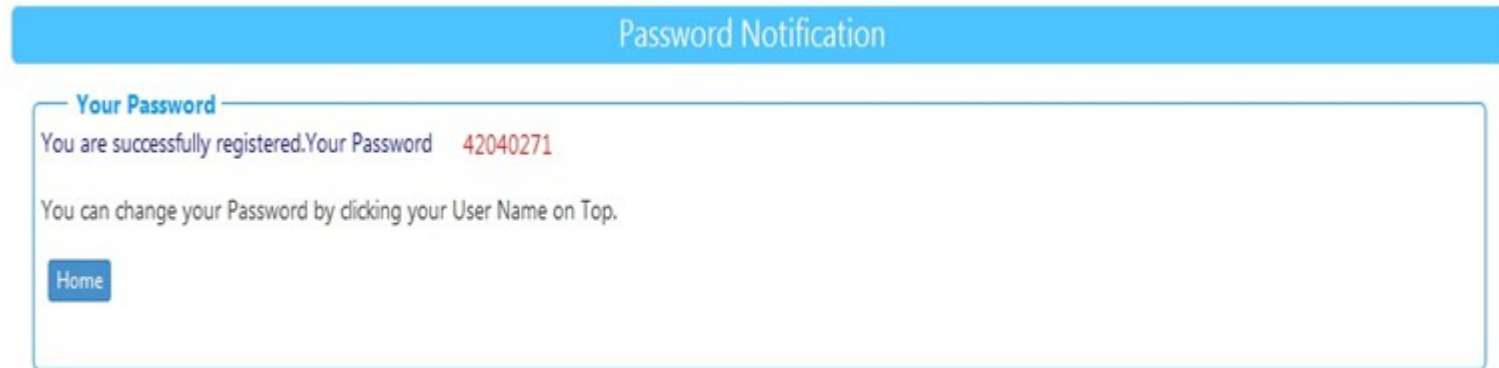 Password Notification
Your Password
You are successfully registered.Your Password 42040271
You can change your Password by clicking your User Name on Top.
Home